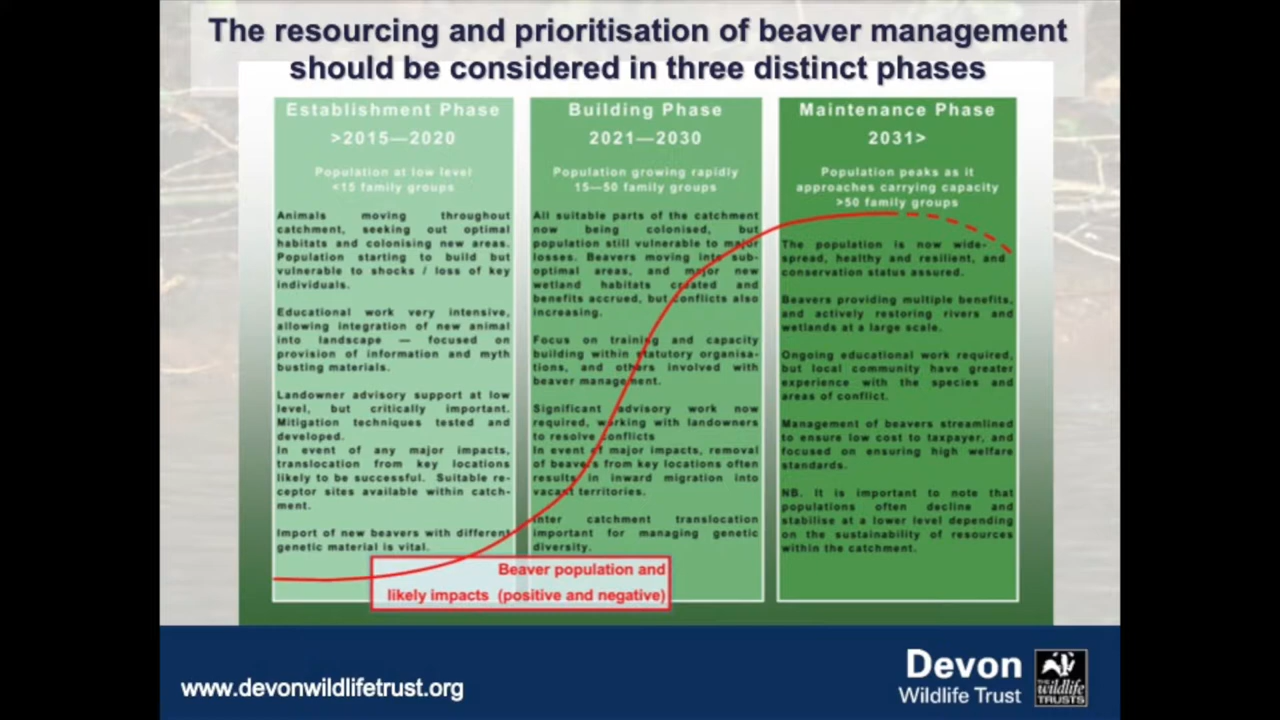 The resourcing and prioritisation of beaver management
should be considered in three distinct phases
Establishment Phase
>2015—2020
Population at low level
<15 family groups
Animals moving throughout
catchment, seeking out optimal
habitats and colonising new areas.
Population starting to build but
vulnerable to shocks / loss of key
individuals.
Educational work very intensive,
allowing integration of new animal
into landscape — focused on
provision of information and myth
busting materials.
Landowner advisory support at low
level, but critically important.
Mitigation techniques tested and
developed.
In event of any major impacts,
translocation from key locations
likely to be successful. Suitable re-
ceptor sites available within catch-
ment.
Import of new beavers with different
genetic material is vital.
Building Phase
2021—2030
Population growing rapidly
15—50 family groups
All suitable parts of the catchment
now being colonised, but
population still vulnerable to major
losses. Beavers moving into sub-
optimal areas, and major new
wetland habitats created and
benefits accrued, but conflicts also
increasing.
Focus on training and capacity
building within statutory organisa-
tions, and others involved with
beaver management.
Significant advisory work now
required, working with landowners
to resolve conflicts
In event of major impacts, removal
of beavers from key locations often
results in inward migration into
vacant territories.
Inter catchment translocation
important for managing genetic
diversity.
Maintenance Phase
2031>
Population peaks as it
approaches carrying capacity
>50 family groups
The population is now wide-
spread, healthy and resilient, and
conservation status assured.
Beavers providing multiple benefits,
and actively restoring rivers and
wetlands at a large scale.
Ongoing educational work required,
but local community have greater
experience with the species and
areas of conflict.
Management of beavers streamlined
to ensure low cost to taxpayer, and
focused on ensuring high welfare
standards.
NB. It is important to note that
populations often decline and
stabilise at a lower level depending
on the sustainability of resources
within the catchment.
Beaver population and
likely impacts (positive and negative)
www.devonwildlifetrust.org
Devon
Wildlife Trust
THE
wildlife
TRUSTS